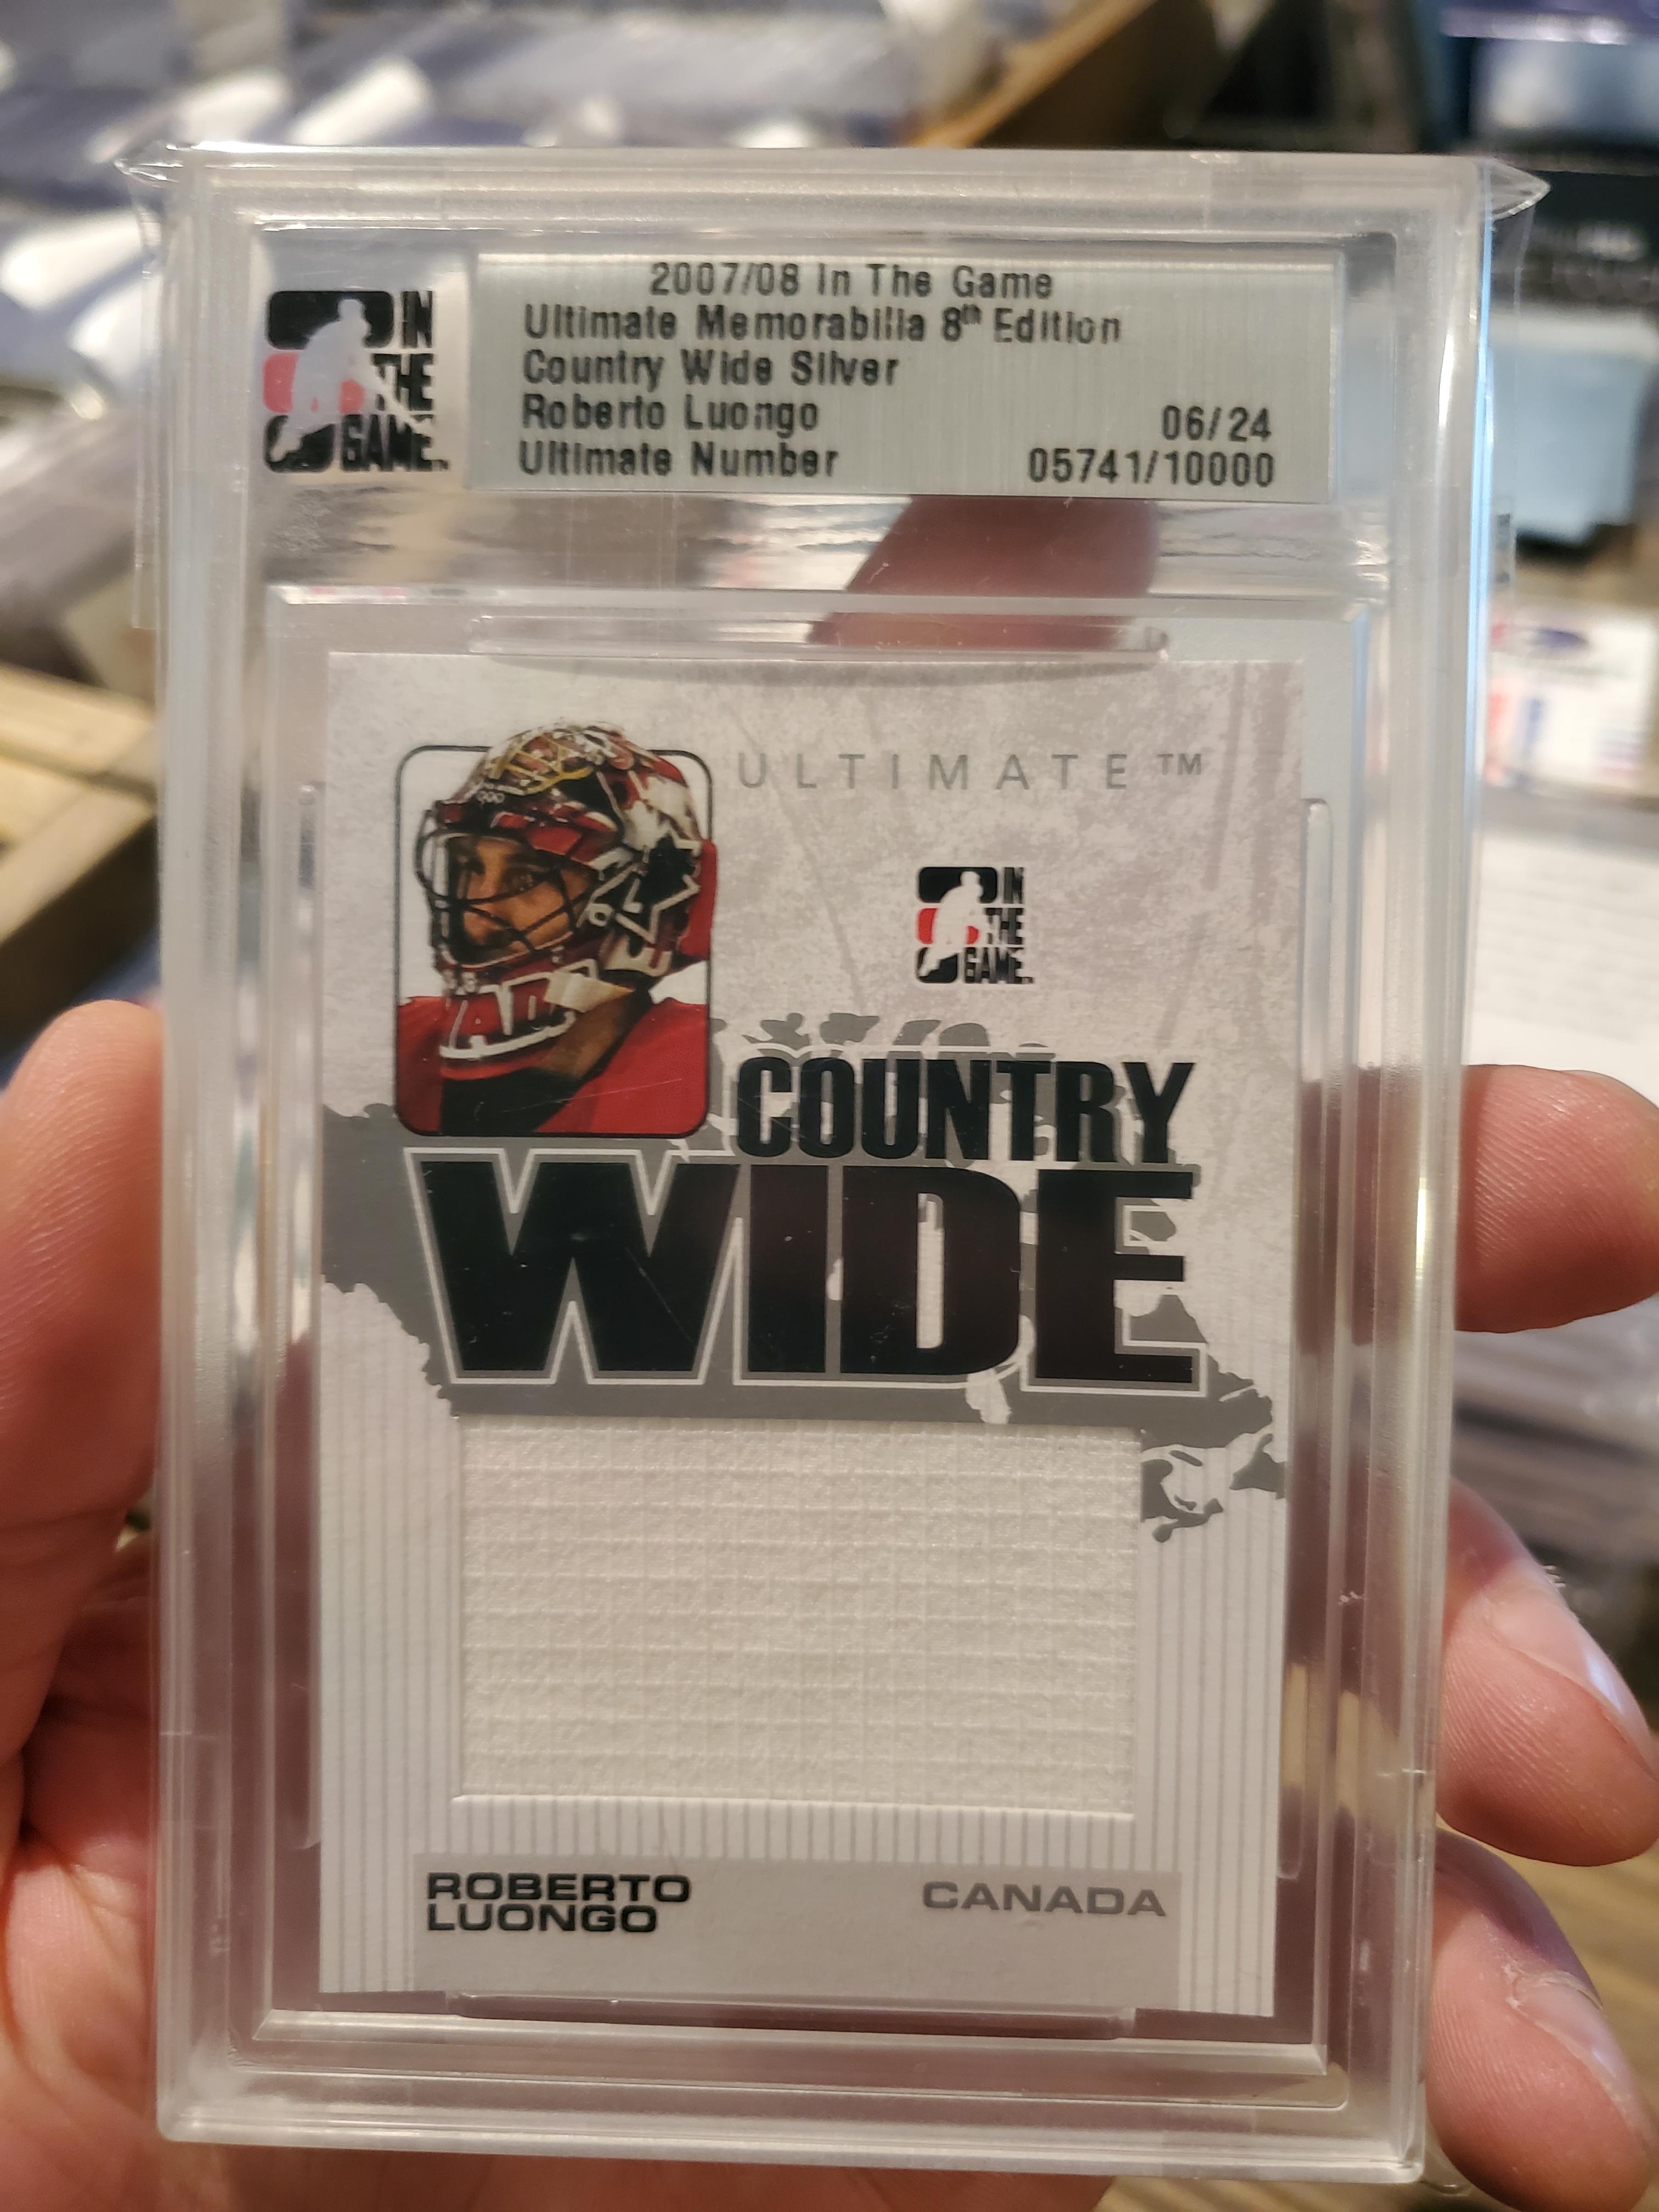 IN
THE
GAME.
2007/08 In The Game
Ultimate Memorabilia 8th Edition
Country Wide Silver
Roberto Luongo 06/24
Ultimate Number 05741/10000
ULTIMATE™
IN
THE
GAME.
COUNTRY
WIDE
ROBERTO
LUONGO
CANADA